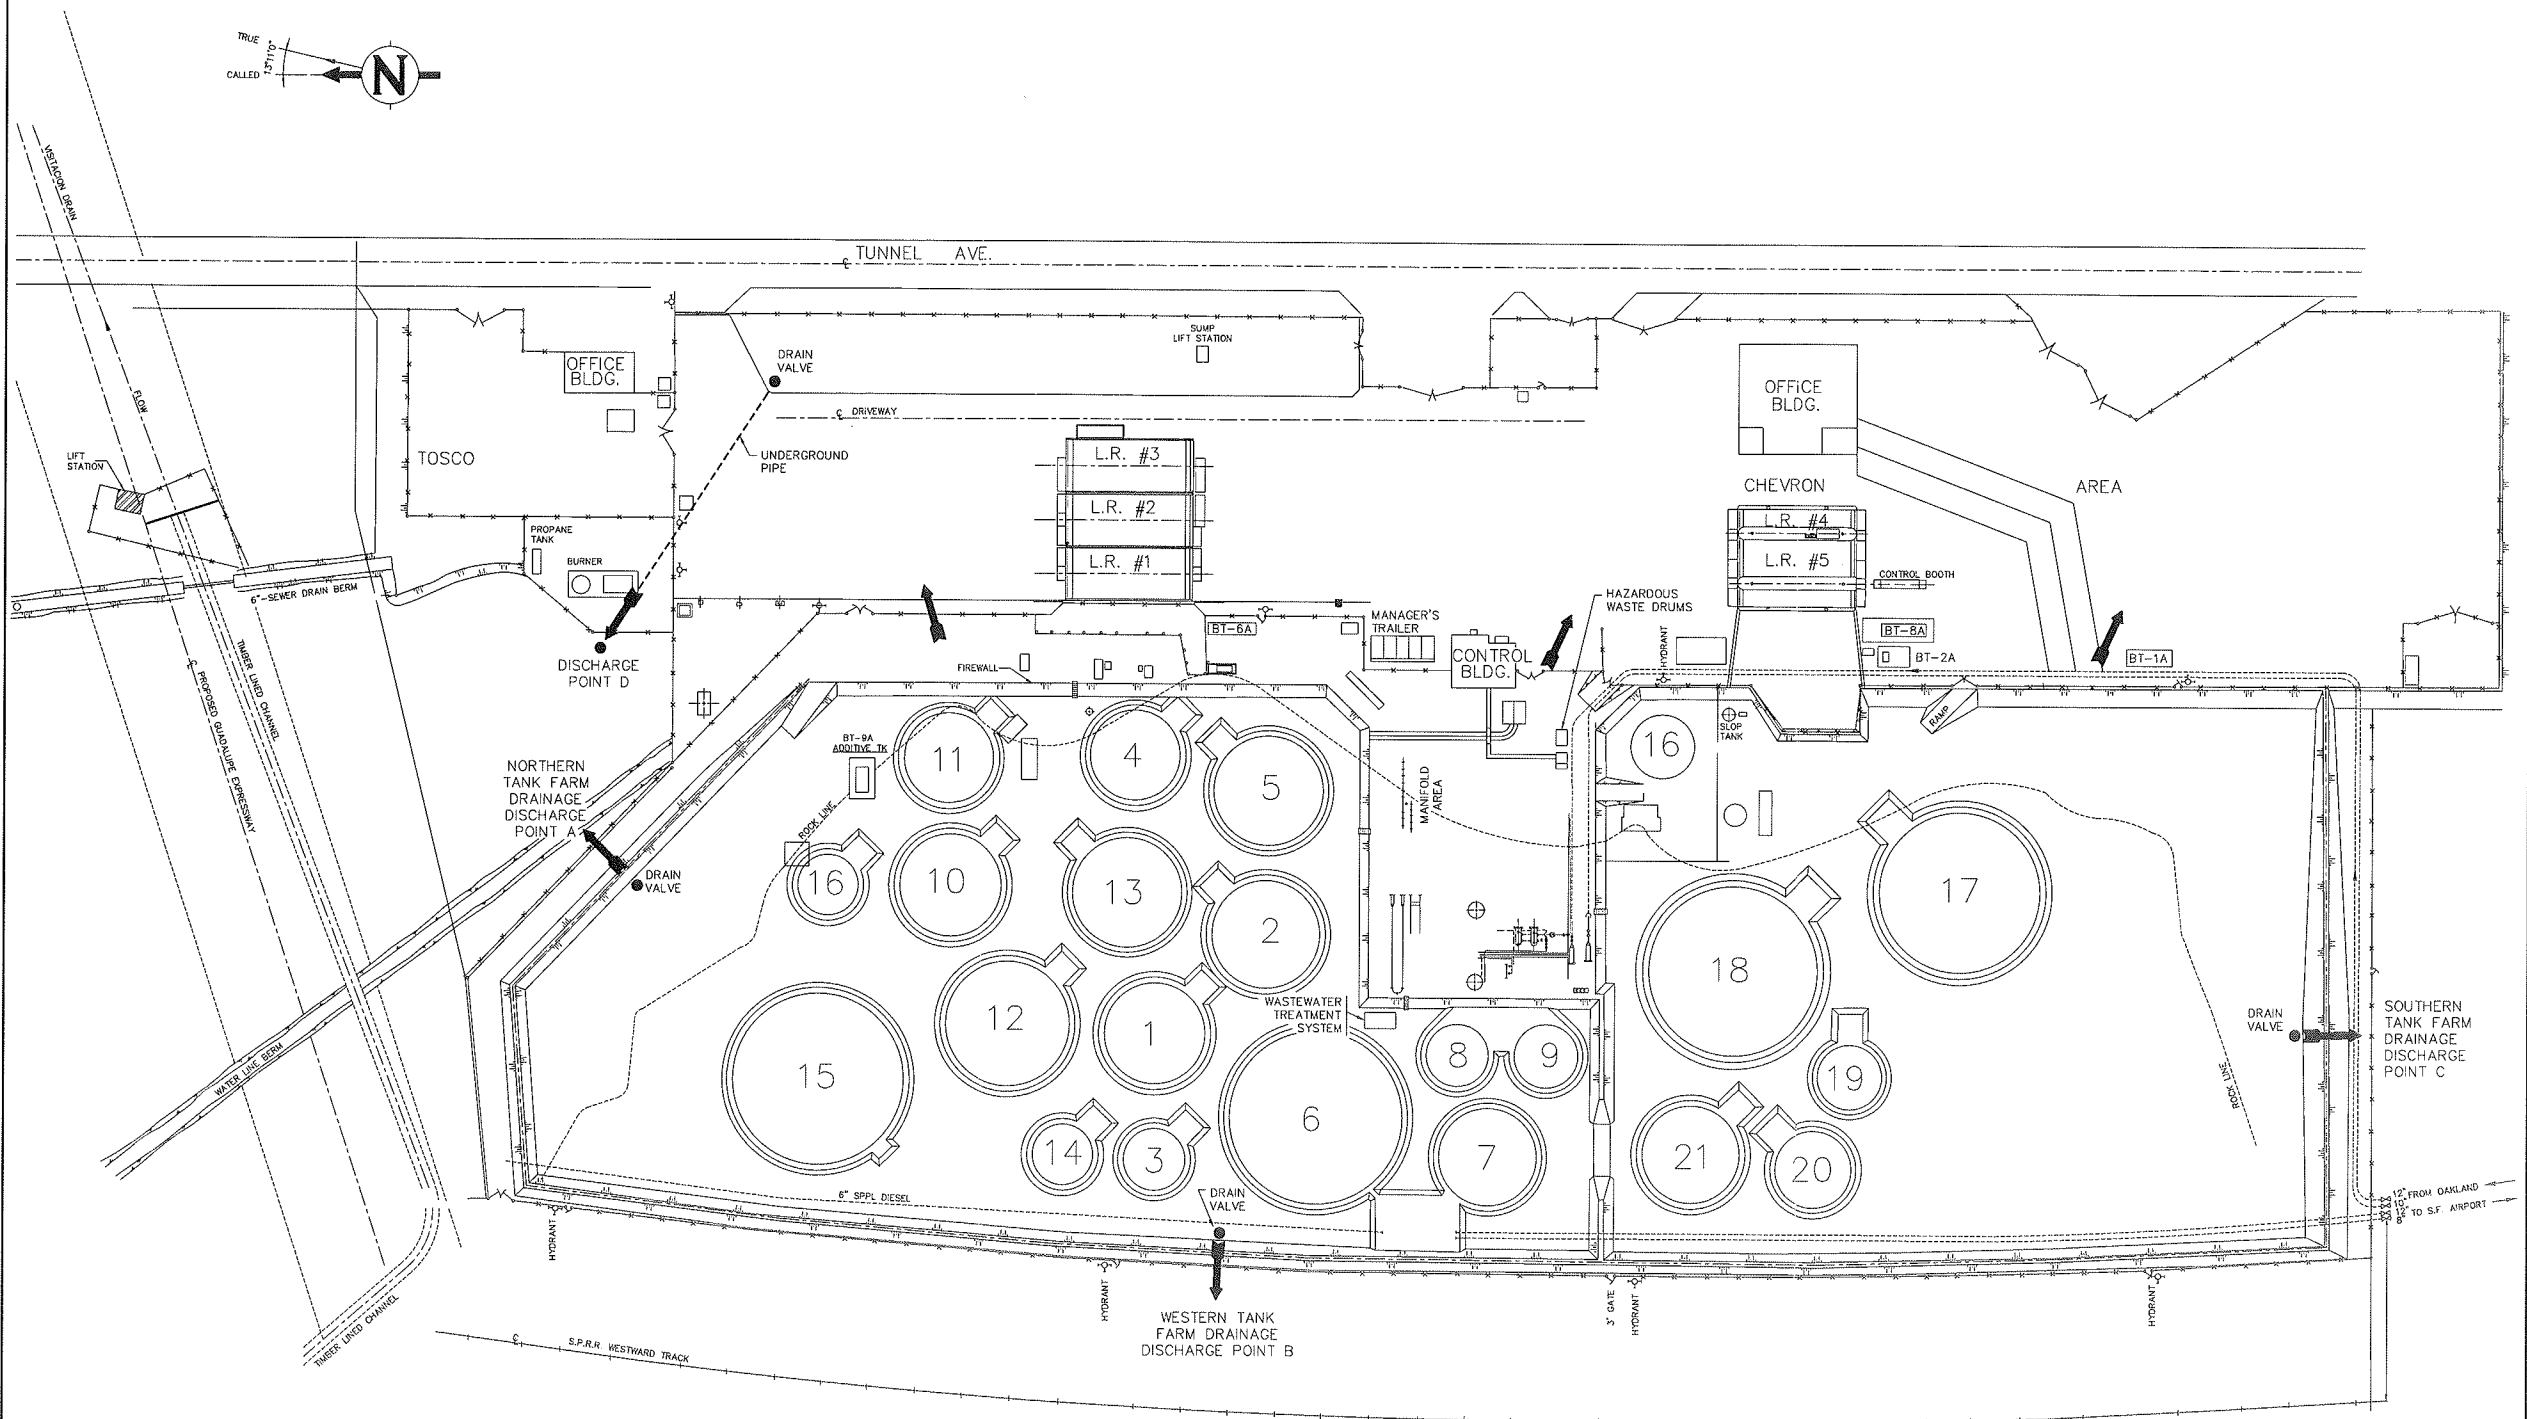 TRUE
13°11'0"
CALLED
N
VISITACION DRAIN
FLOW
TUNNEL AVE.
OFFICE
BLDG.
DRAIN
VALVE
SUMP
LIFT STATION
OFFICE
BLDG.
DRIVEWAY
LIFT
STATION
TOSCO
UNDERGROUND
PIPE
L.R. #3
L.R. #2
L.R. #1
CHEVRON
AREA
L.R. #4
L.R. #5
CONTROL BOOTH
PROPANE
TANK
BURNER
6"-SEWER DRAIN BERM
HAZARDOUS
WASTE DRUMS
MANAGER'S
TRAILER
BT-6A
CONTROL
BLDG.
HYDRANT
BT-8A
BT-2A
BT-1A
DISCHARGE
POINT D
FIREWALL
TIMBER LINED CHANNEL
PROPOSED GUADALUPE EXPRESSWAY
RAMP
SLOP
TANK
BT-9A
ADDITIVE TK
11
4
5
16
NORTHERN
TANK FARM
DRAINAGE
DISCHARGE
POINT A
MANIFOLD
AREA
ROCK LINE
DRAIN
VALVE
16
10
13
2
17
18
12
1
15
WASTEWATER
TREATMENT
SYSTEM
8
9
DRAIN
VALVE
SOUTHERN
TANK FARM
DRAINAGE
DISCHARGE
POINT C
WATER LINE BERM
19
ROCK LINE
6
14
3
7
21
20
6" SPPL DIESEL
DRAIN
VALVE
12" FROM OAKLAND
10"
12" TO S.F. AIRPORT
8"
HYDRANT
HYDRANT
3" GATE
HYDRANT
HYDRANT
TIMBER LINED CHANNEL
WESTERN TANK
FARM DRAINAGE
DISCHARGE POINT B
S.P.R.R. WESTWARD TRACK